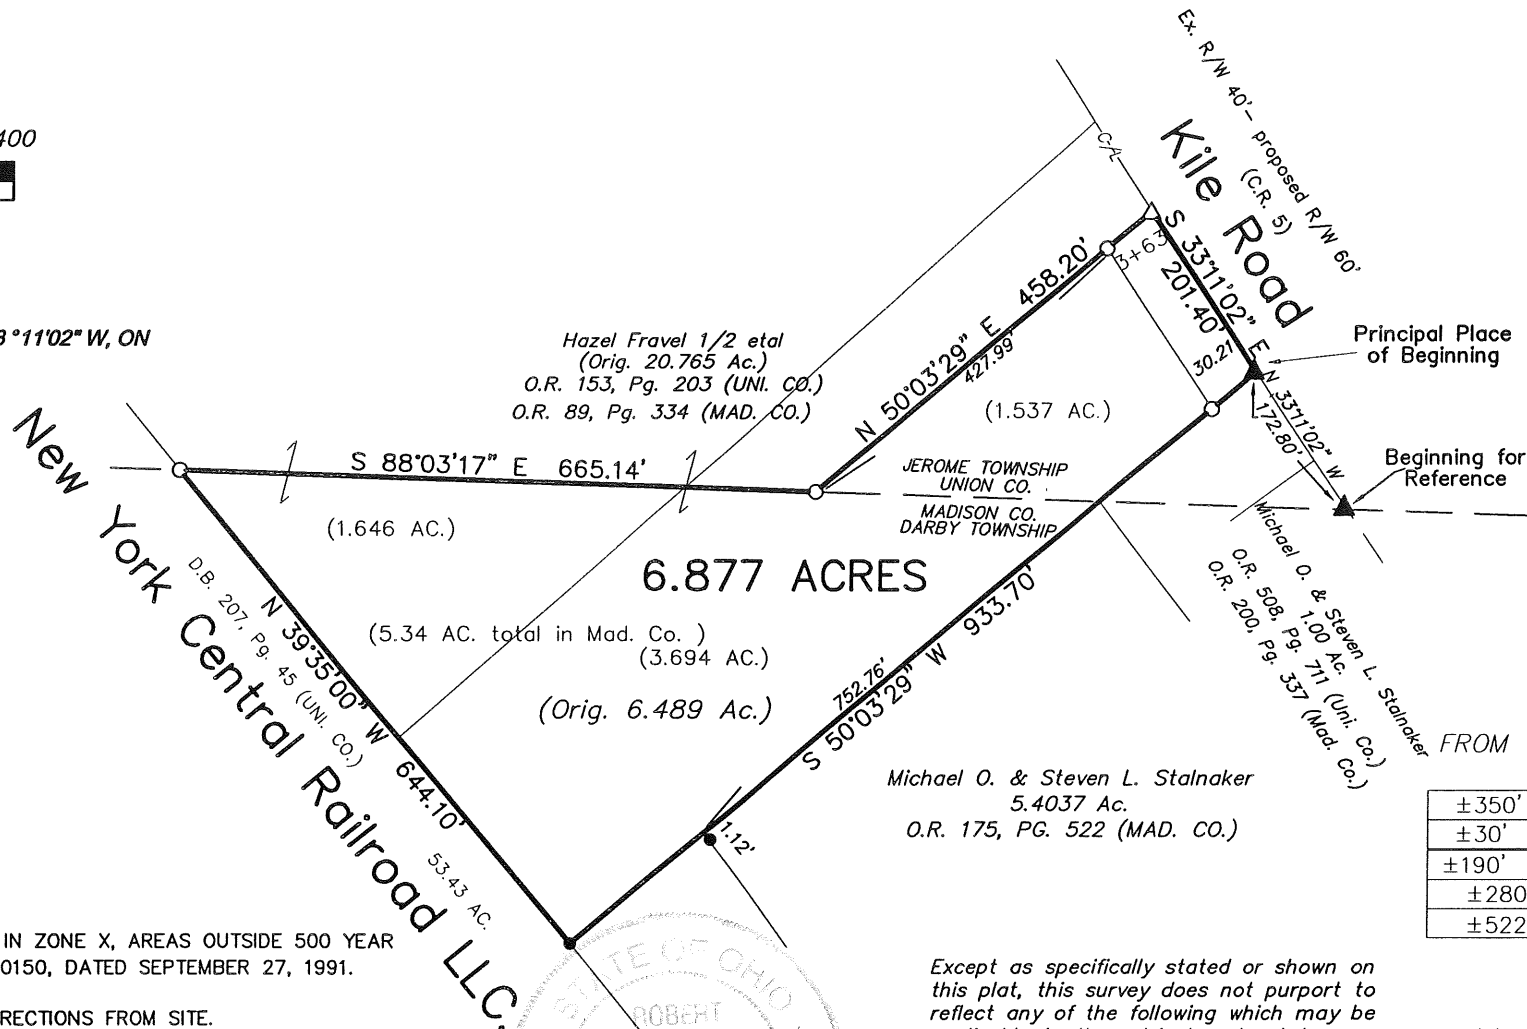 400
Ex. R/W 40'- proposed R/W 60'
(C.R. 5)
Kile Road
3°11'02" W, ON
Hazel Fravel 1/2 etal
(Orig. 20.765 Ac.)
O.R. 153, Pg. 203 (UNI. CO.)
O.R. 89, Pg. 334 (MAD. CO.)
N 50°03'29" E 458.20'
427.99'
3+63
S 33°11'02" E
201.40'
30.21
Principal Place
of Beginning
N 33°11'02" W
172.80'
Beginning for
Reference
(1.537 AC.)
S 88°03'17" E 665.14'
JEROME TOWNSHIP
UNION CO.
MADISON CO.
DARBY TOWNSHIP
(1.646 AC.)
6.877 ACRES
(5.34 AC. total in Mad. Co. )
(3.694 AC.)
(Orig. 6.489 Ac.)
New York Central Railroad LLC.
D.B. 207, Pg. 45 (UNI. CO.)
53.43 AC.
N 39°35'00" W 644.10'
752.76'
S 50°03'29" W 933.70'
1.12'
Michael O. & Steven L. Stalnaker
1.00 Ac.
O.R. 508, Pg. 711 (Uni. Co.)
O.R. 200, Pg. 337 (Mad. Co.)
Michael O. & Steven L. Stalnaker
5.4037 Ac.
O.R. 175, PG. 522 (MAD. CO.)
FROM
±350'
±30'
±190'
±280
±522
IN ZONE X, AREAS OUTSIDE 500 YEAR
0150, DATED SEPTEMBER 27, 1991.
RECTIONS FROM SITE.
STATE OF OHIO
ROBERT
Except as specifically stated or shown on
this plat, this survey does not purport to
reflect any of the following which may be